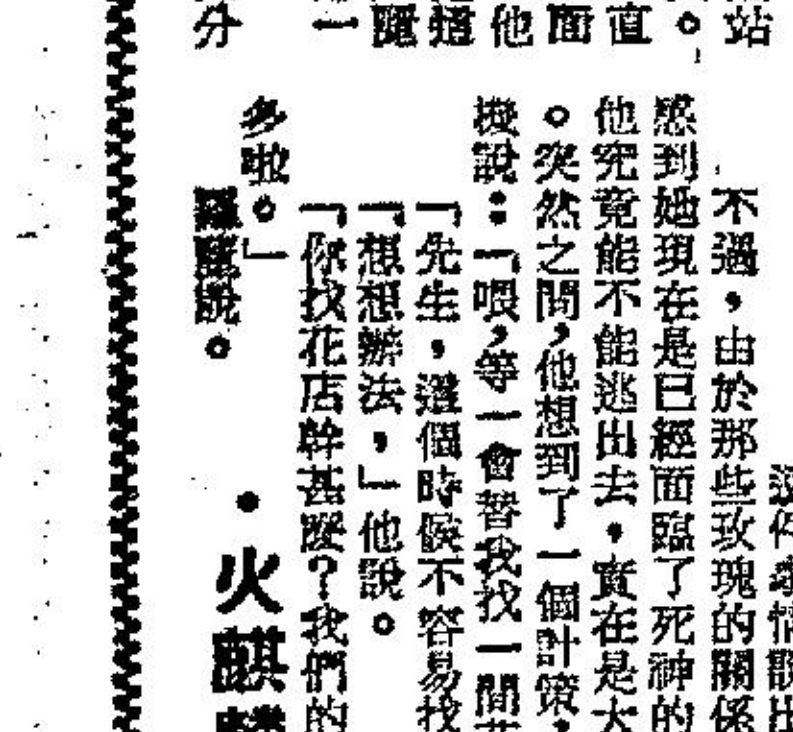 站
。
直
面
他
一
分
不過，由於那些玫瑰的關係
感到她現在是已經面臨了死神的
他究竟能不能逃出去，實在是大
。突然之間，他想到了一個計策，
機說：「喂，等一會替我找一間花
「先生，這個時候不容易找
「想想辦法，」他說。
「你找花店幹甚麼？我們的
多啦。」
說。
•火麒麟